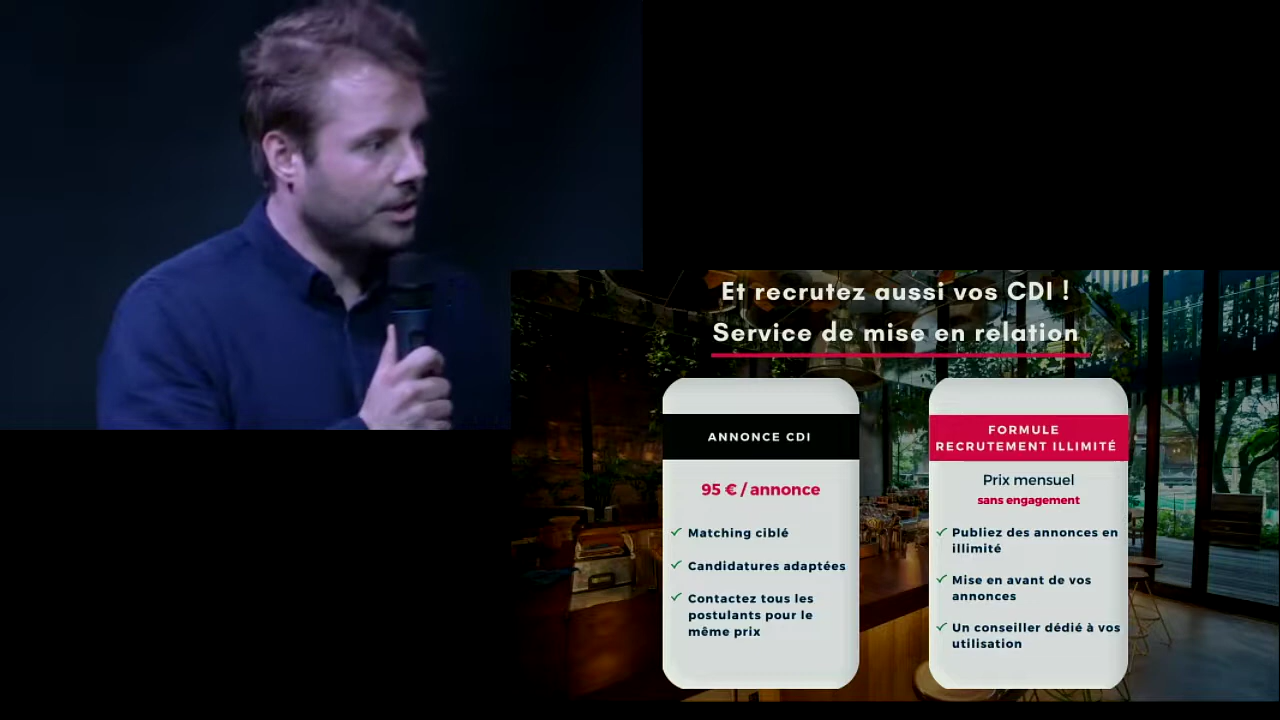 Et recrutez aussi vos CDI !
Service de mise en relation
ANNONCE CDI
95 € / annonce
Matching ciblé
Candidatures adaptées
Contactez tous les
postulants pour le
même prix
FORMULE
RECRUTEMENT ILLIMITÉ
Prix mensuel
sans engagement
Publiez des annonces en
illimité
Mise en avant de vos
annonces
Un conseiller dédié à vos
utilisation